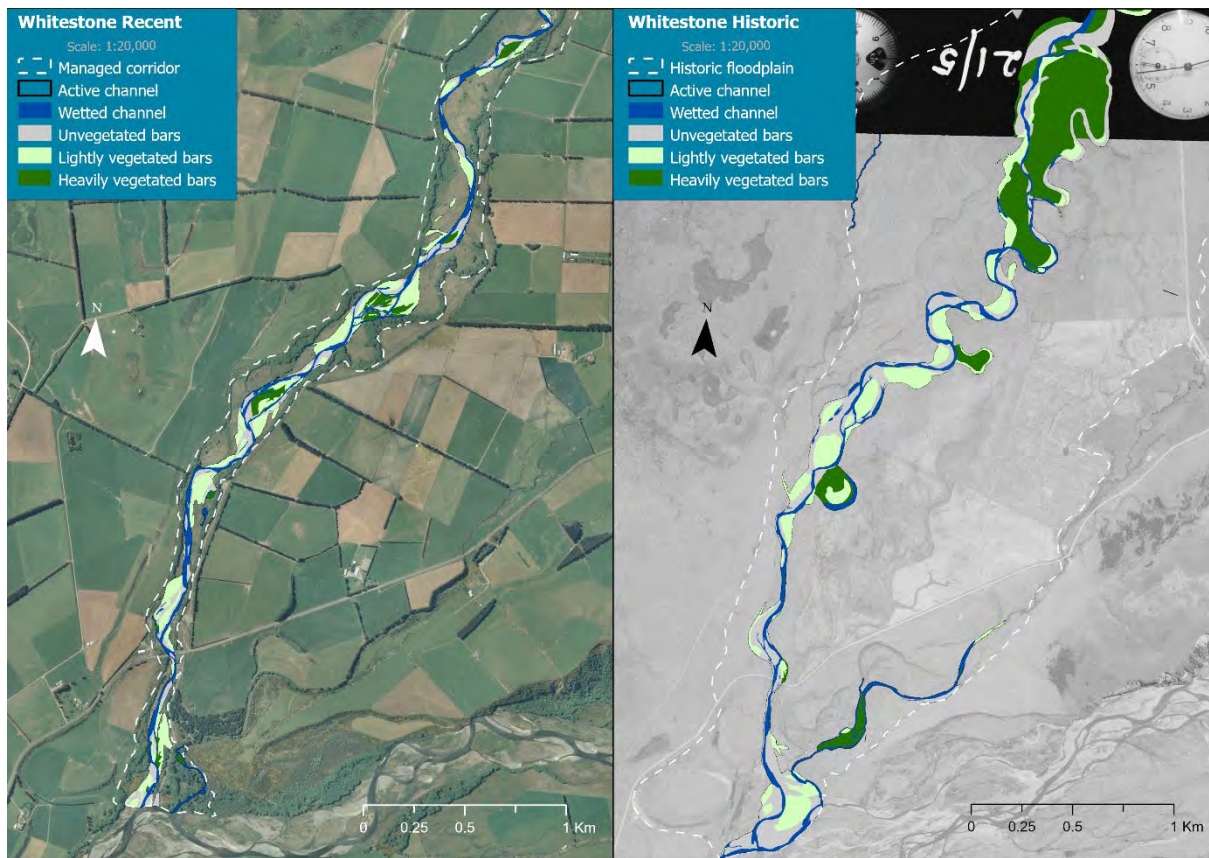 Whitestone Recent
Scale: 1:20,000
Managed corridor
Active channel
Wetted channel
Unvegetated bars
Lightly vegetated bars
Heavily vegetated bars
N
0 0.25 0.5 1 Km
Whitestone Historic
Scale: 1:20,000
Historic floodplain
Active channel
Wetted channel
Unvegetated bars
Lightly vegetated bars
Heavily vegetated bars
21/5
N
0 0.25 0.5 1 Km